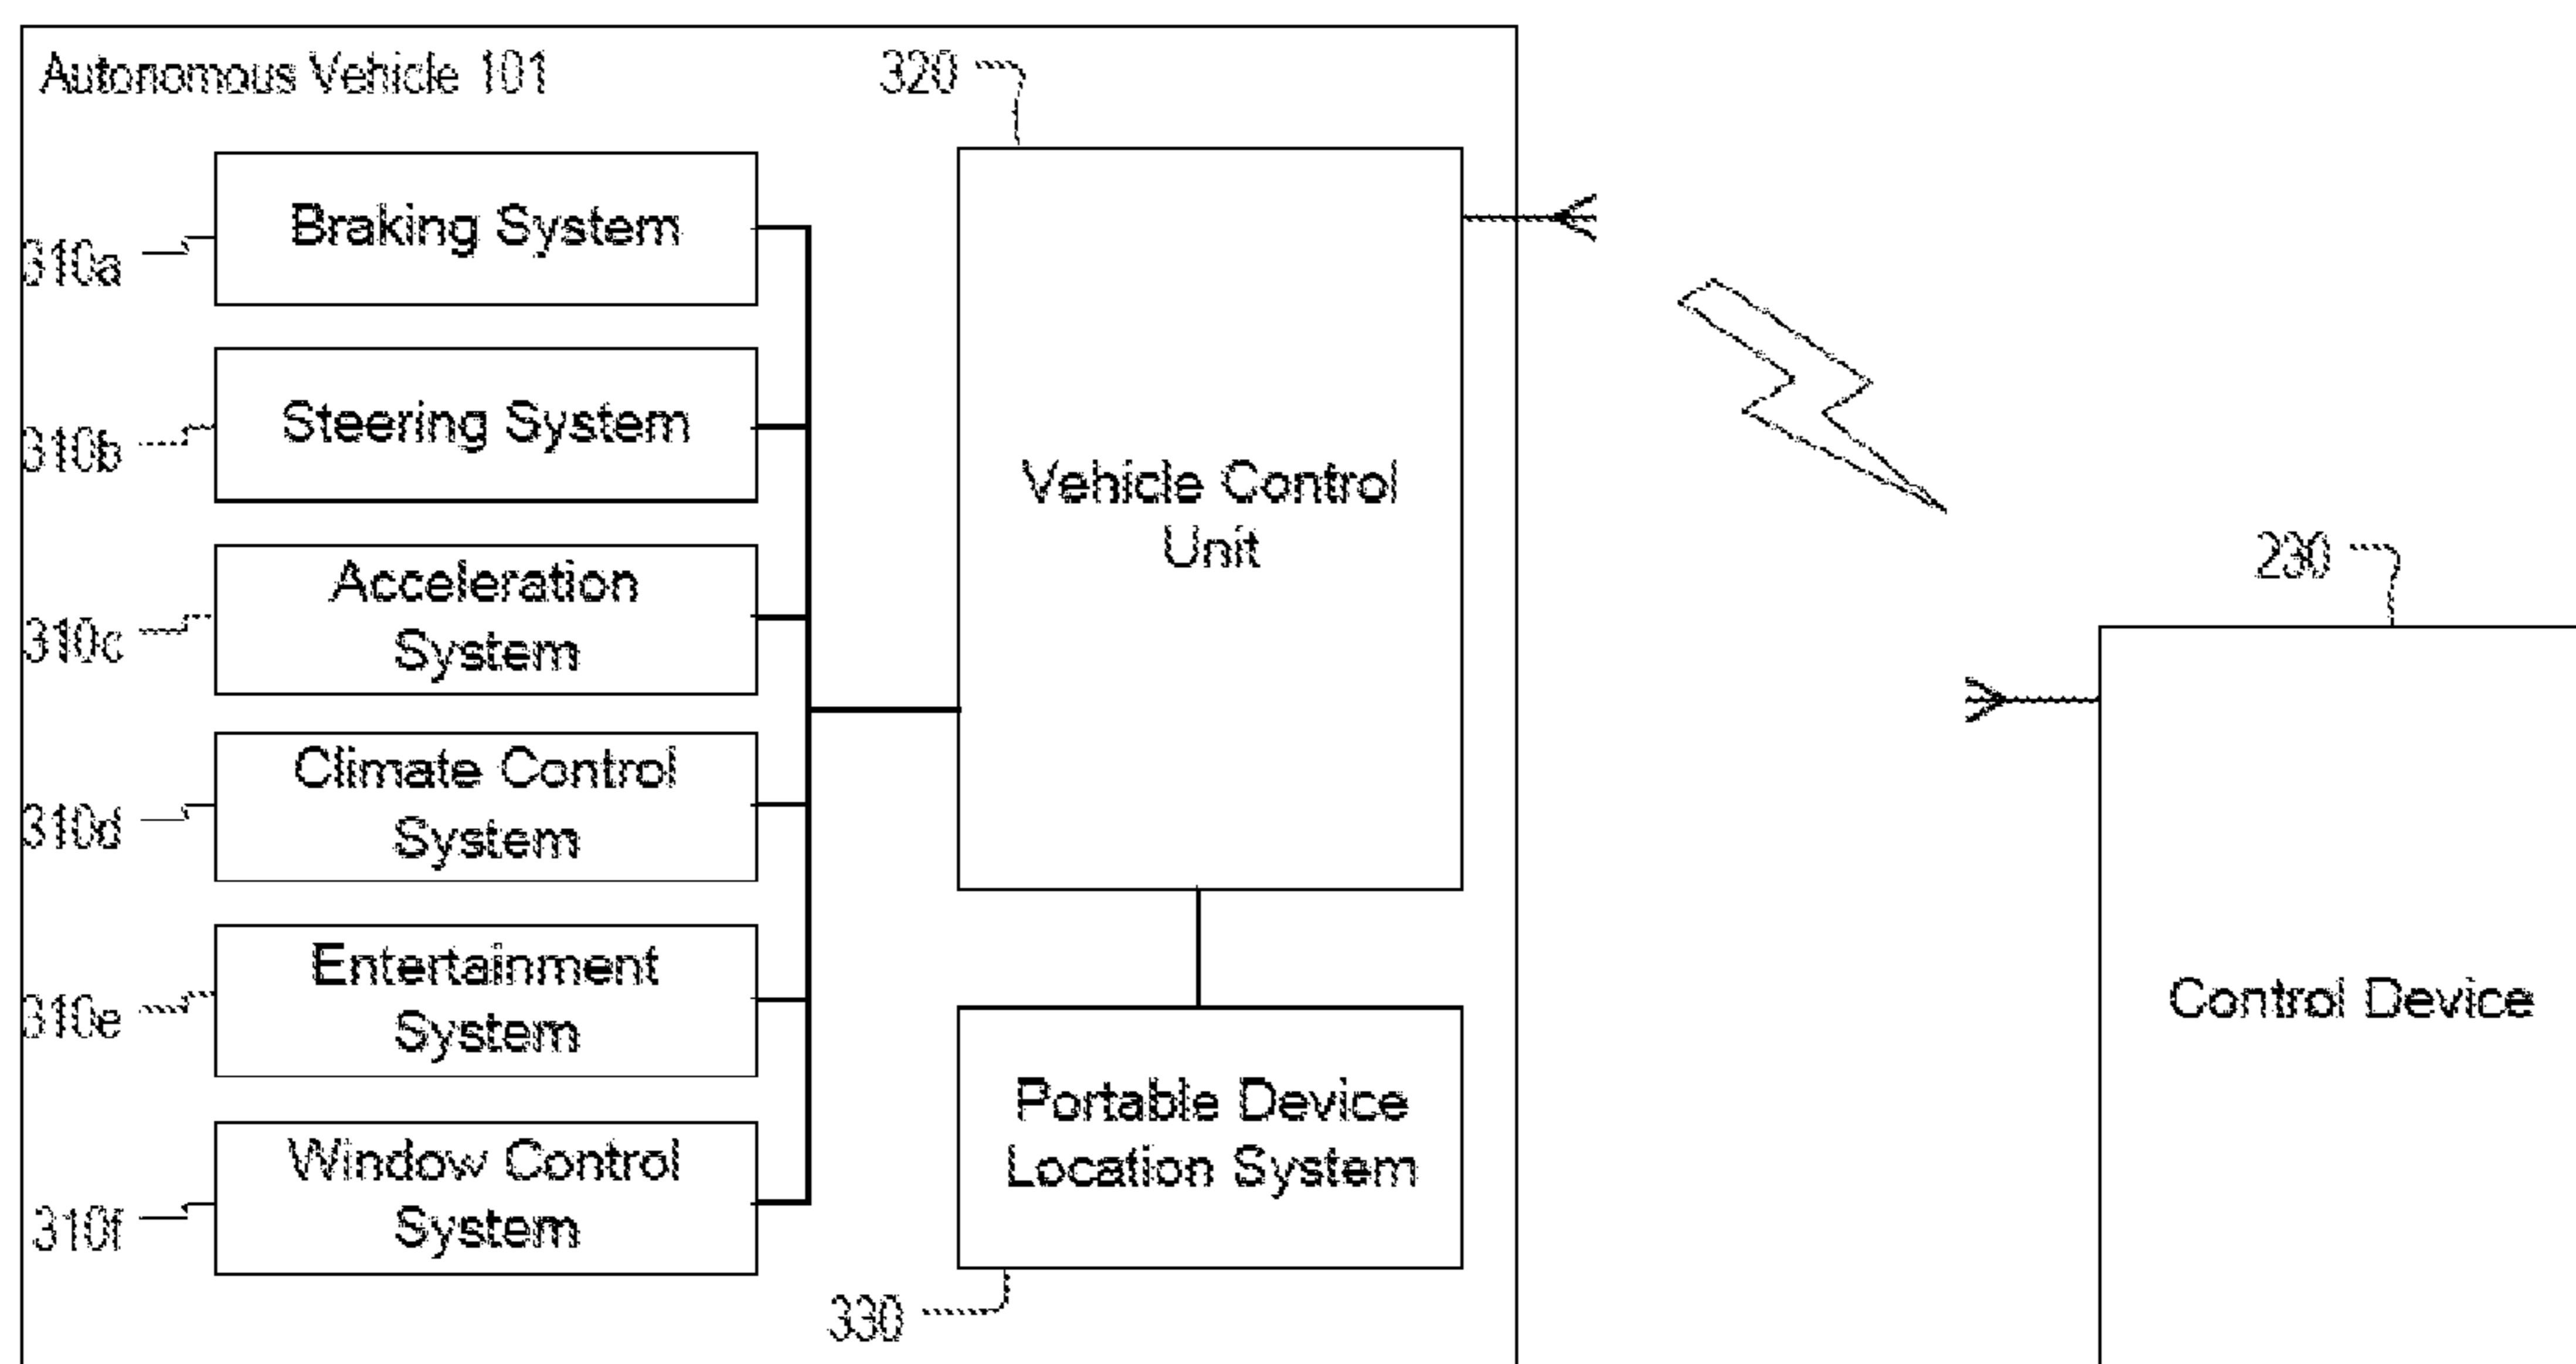 Autonomous Vehicle 101
320
Braking System
310a
Steering System
310b
Vehicle Control
Unit
Acceleration
System
310c
230
Climate Control
System
310d
Entertainment
System
310e
Control Device
Portable Device
Location System
Window Control
System
310f
330